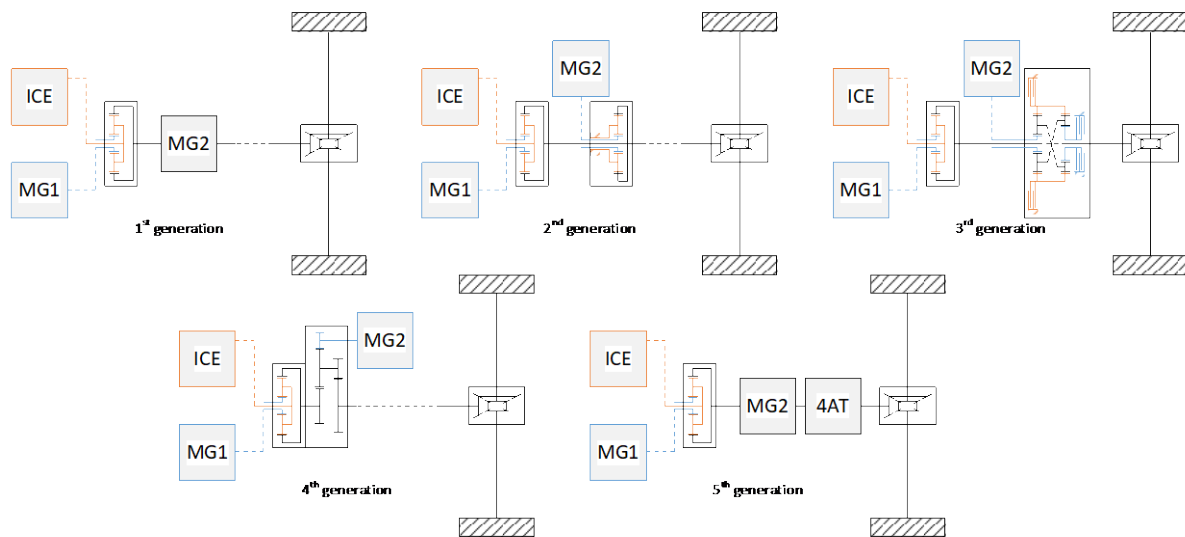 MG2
ICE
ICE
ICE
MG2
MG2
MG1
MG1
MG1
1st generation
2nd generation
3rd generation
ICE
MG2
ICE
MG2
4AT
MG1
MG1
4th generation
5th generation